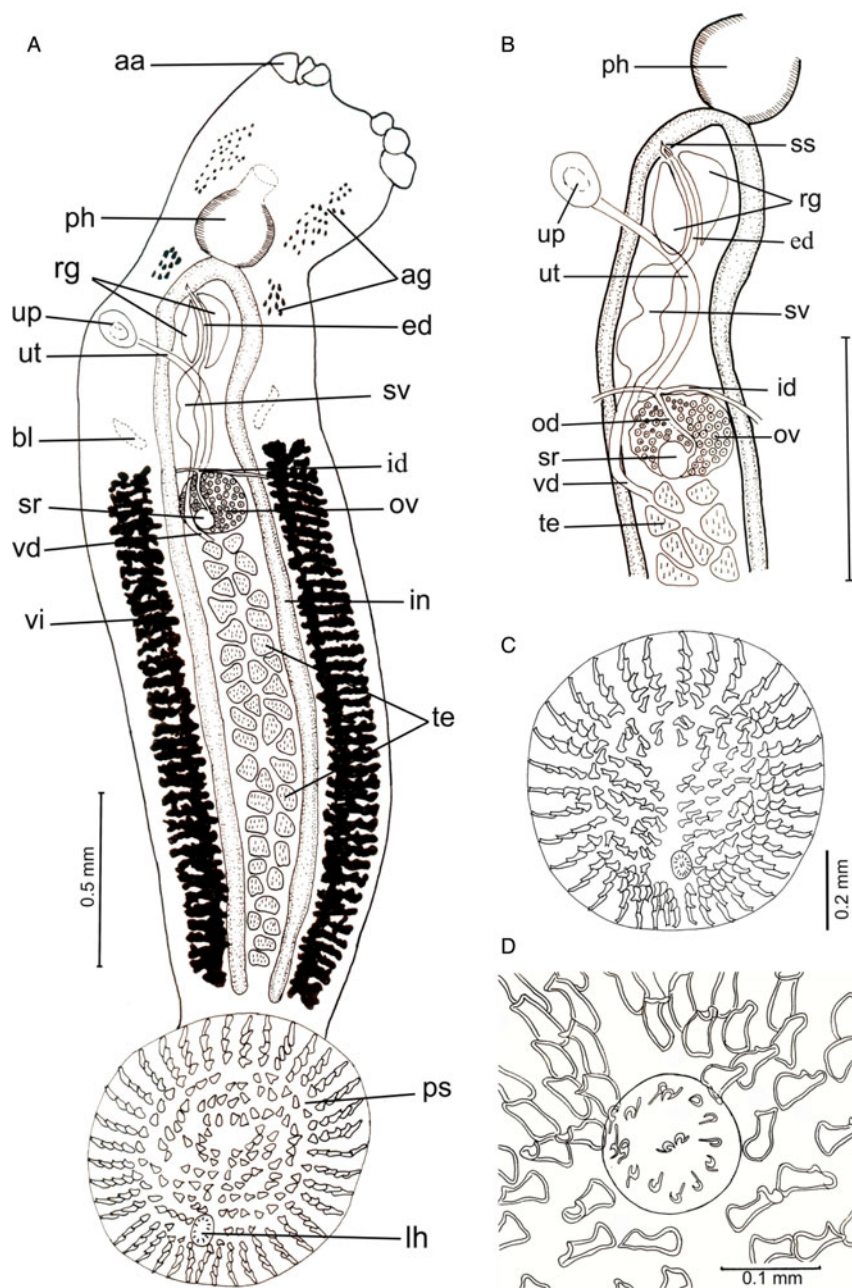 A
aa
ph
rg
ag
up
ed
ut
sv
bl
id
sr
ov
vd
in
vi
te
0.5 mm
ps
lh
B
ph
ss
rg
up
ed
ut
sv
id
od
ov
sr
vd
te
C
0.2 mm
D
0.1 mm